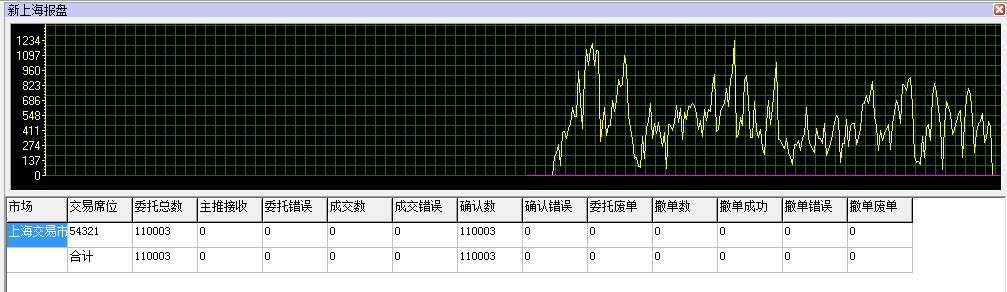 新上海报盘
1234
1097
960
823
686
548
411
274
137
0
市场 交易席位 委托总数 主推接收 委托错误 成交数 成交错误 确认数 确认错误 委托废单 撤单数 撤单成功 撤单错误 撤单废单
上海交易市 54321 110003 0 0 0 0 110003 0 0 0 0 0 0
合计 110003 0 0 0 0 110003 0 0 0 0 0 0